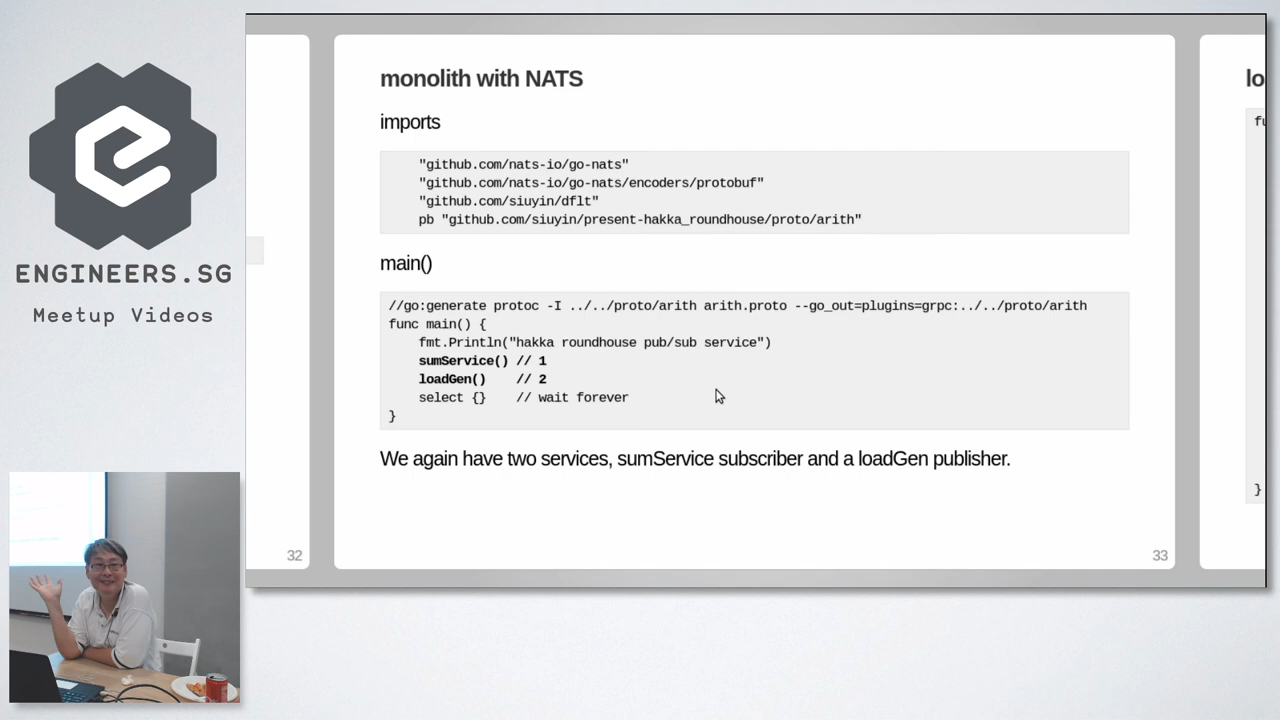 ENGINEERS.SG
Meetup Videos
32
monolith with NATS
imports
"github.com/nats-io/go-nats"
"github.com/nats-io/go-nats/encoders/protobuf"
"github.com/siuyin/dflt"
pb "github.com/siuyin/present-hakka_roundhouse/proto/arith"
main()
//go:generate protoc -I ../../proto/arith arith.proto --go_out=plugins=grpc:../../proto/arith
func main() {
fmt.Println("hakka roundhouse pub/sub service")
sumService() // 1
loadGen() // 2
select {} // wait forever
}
We again have two services, sumService subscriber and a loadGen publisher.
33
lo
fu
}